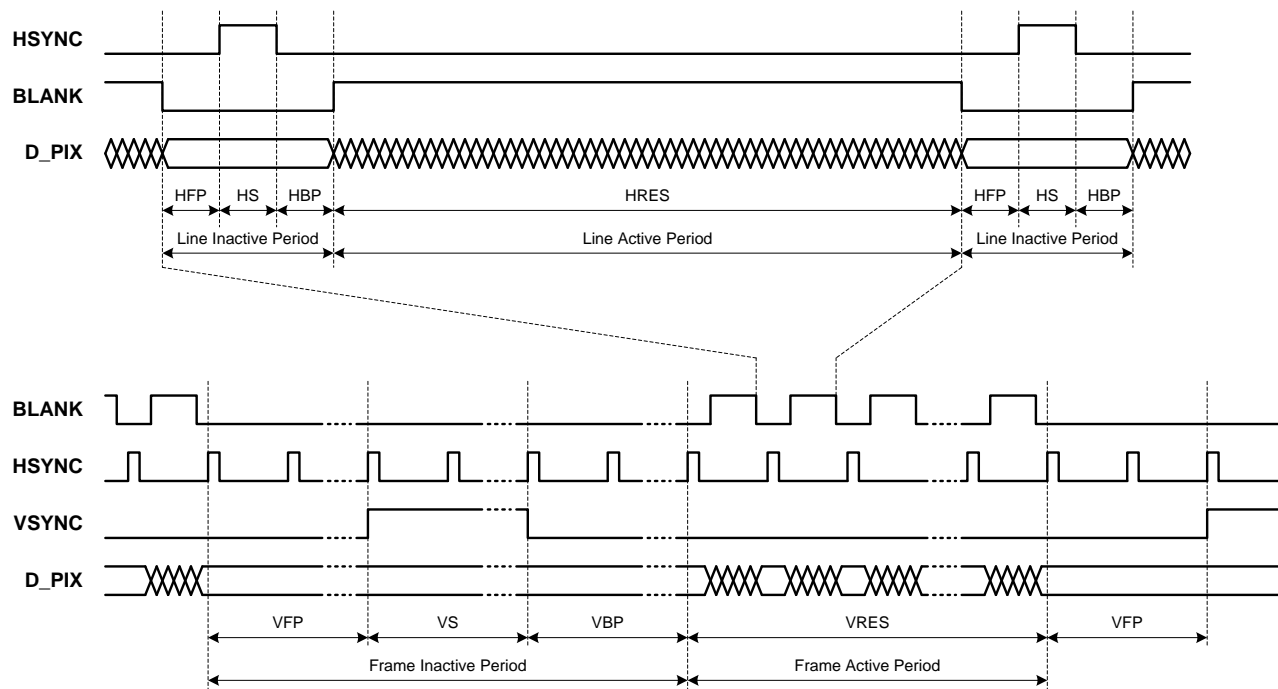 HSYNC
BLANK
D_PIX
HFP HS HBP HRES HFP HS HBP
Line Inactive Period Line Active Period Line Inactive Period
BLANK
HSYNC
VSYNC
D_PIX
VFP VS VBP VRES VFP
Frame Inactive Period Frame Active Period